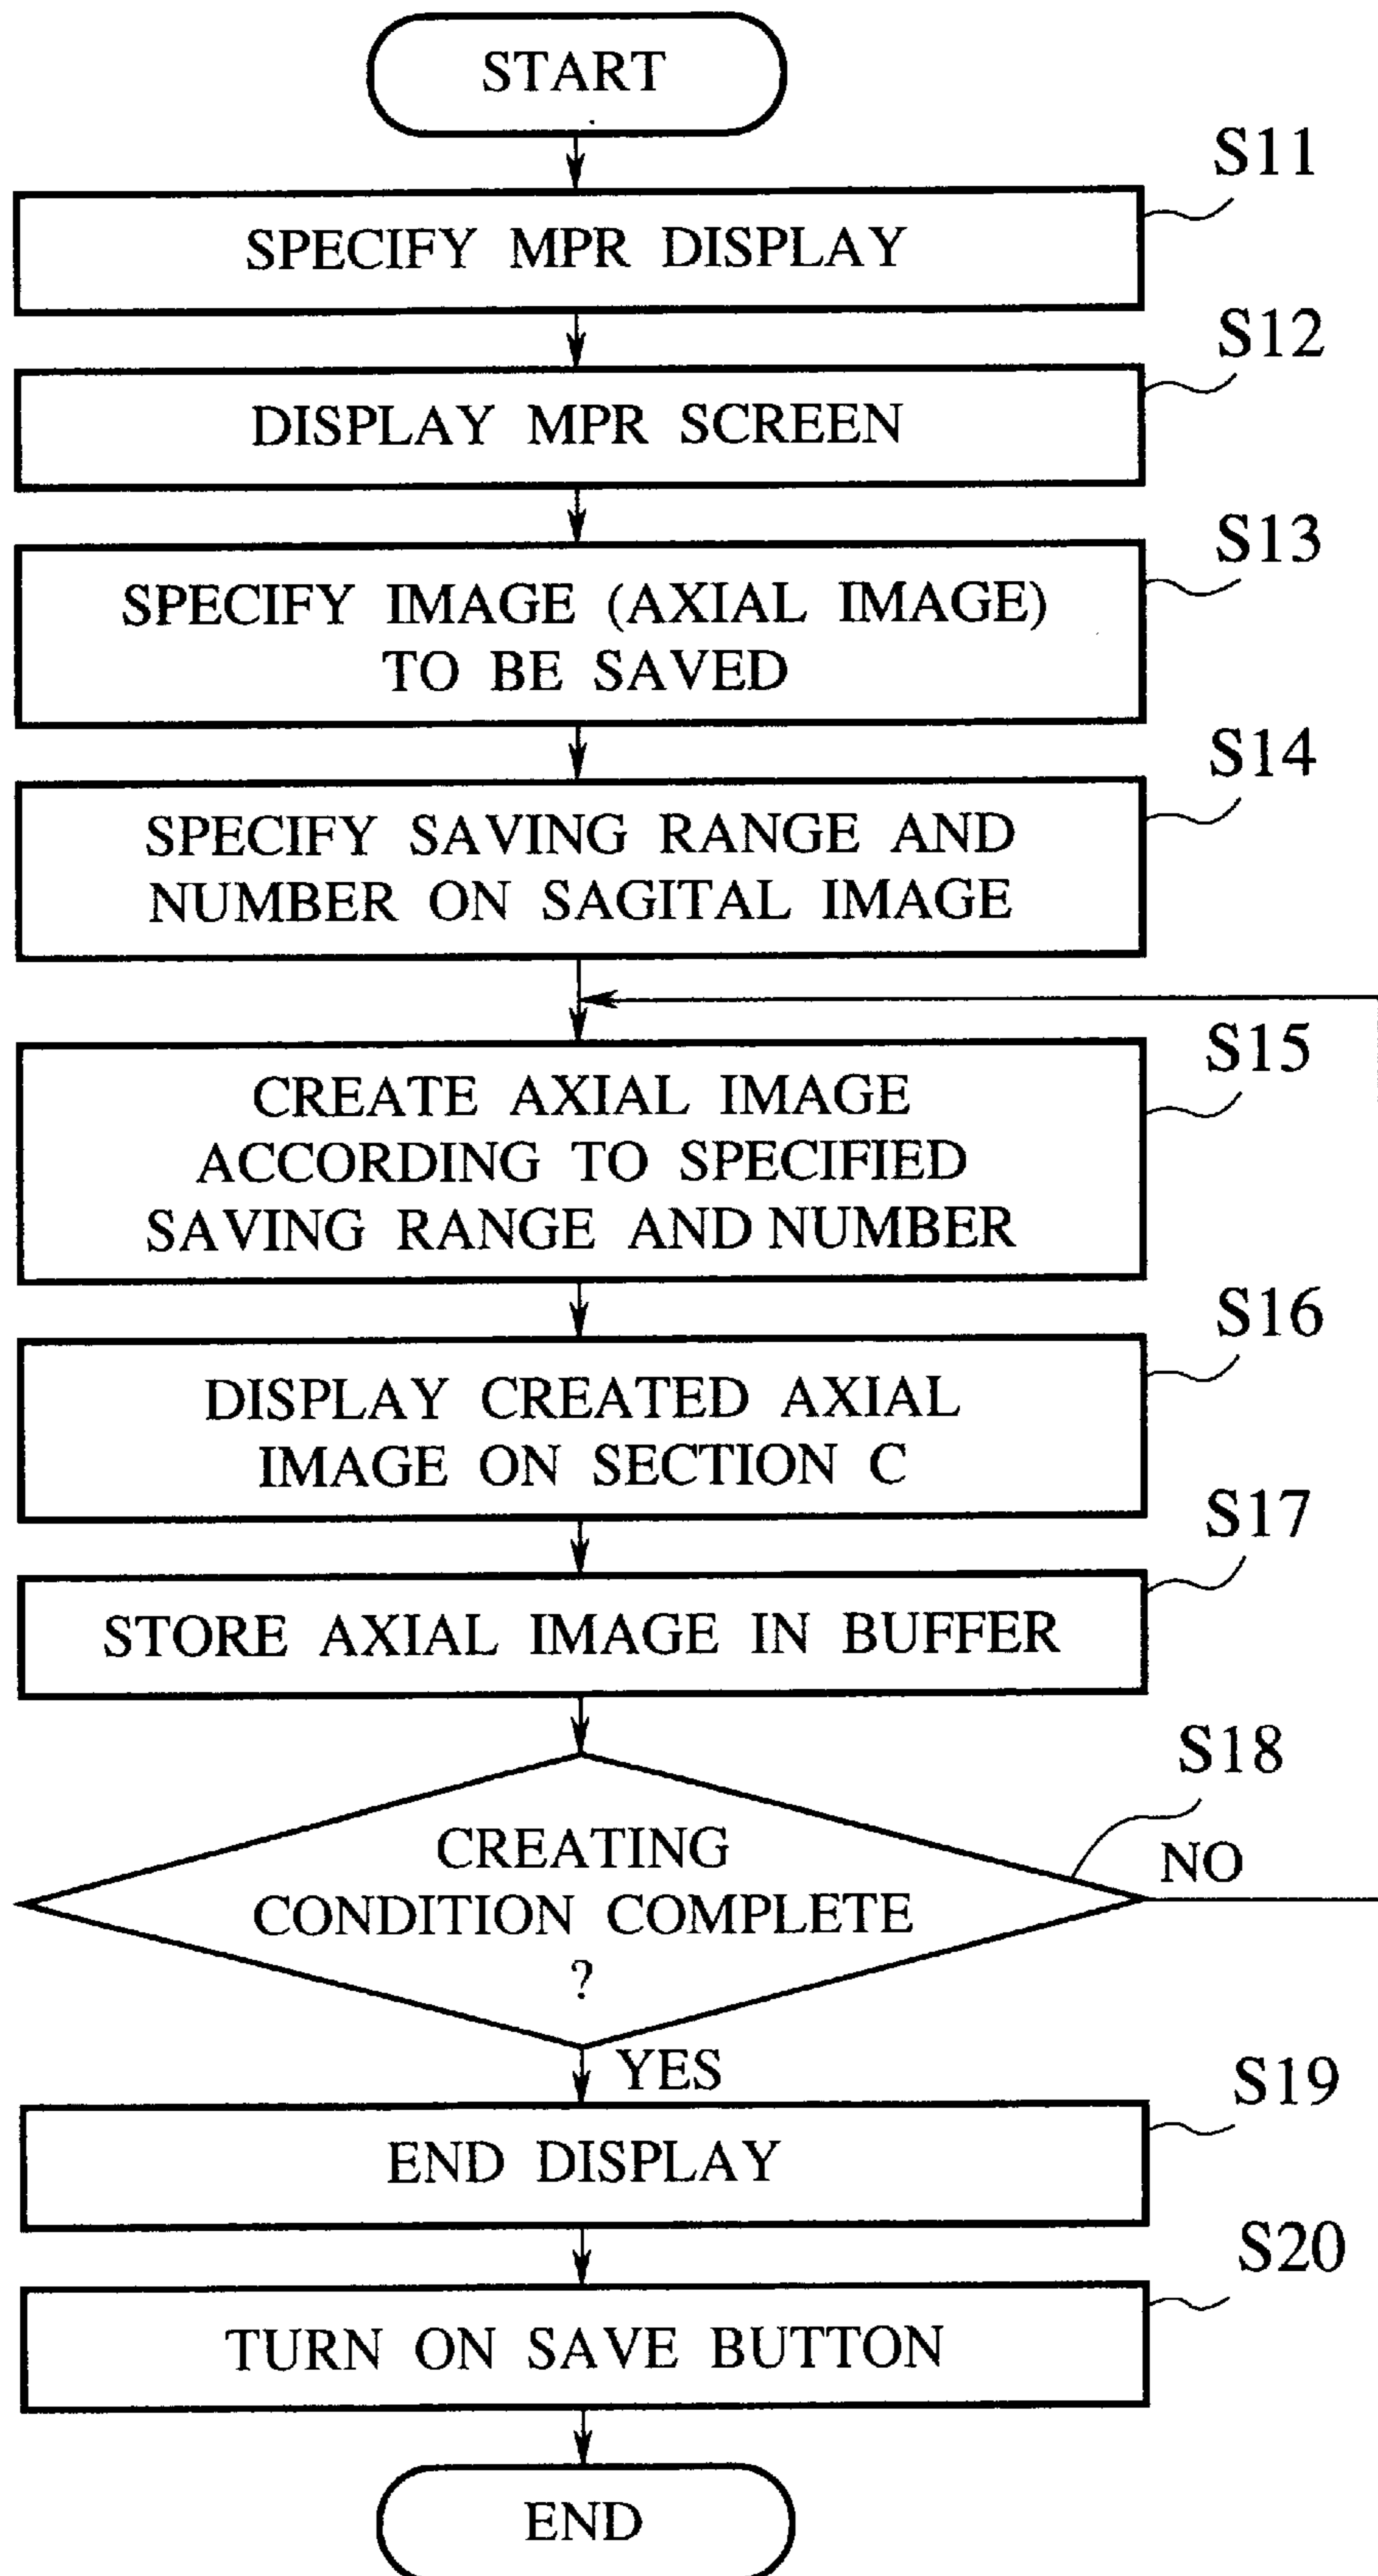 START
S11
SPECIFY MPR DISPLAY
S12
DISPLAY MPR SCREEN
S13
SPECIFY IMAGE (AXIAL IMAGE)
TO BE SAVED
S14
SPECIFY SAVING RANGE AND
NUMBER ON SAGITAL IMAGE
S15
CREATE AXIAL IMAGE
ACCORDING TO SPECIFIED
SAVING RANGE AND NUMBER
S16
DISPLAY CREATED AXIAL
IMAGE ON SECTION C
S17
STORE AXIAL IMAGE IN BUFFER
S18
NO
CREATING
CONDITION COMPLETE
?
YES
S19
END DISPLAY
S20
TURN ON SAVE BUTTON
END